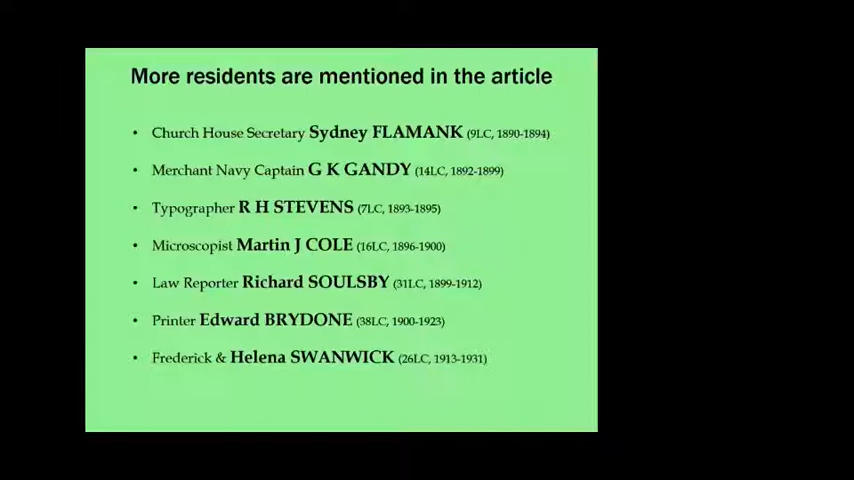 More residents are mentioned in the article
• Church House Secretary Sydney FLAMANK (9LC, 1890-1894)
• Merchant Navy Captain G K GANDY (14LC, 1892-1899)
• Typographer R H STEVENS (7LC, 1893-1895)
• Microscopist Martin J COLE (16LC, 1896-1900)
• Law Reporter Richard SOULSBY (31LC, 1899-1912)
• Printer Edward BRYDONE (38LC, 1900-1923)
• Frederick & Helena SWANWICK (26LC, 1913-1931)